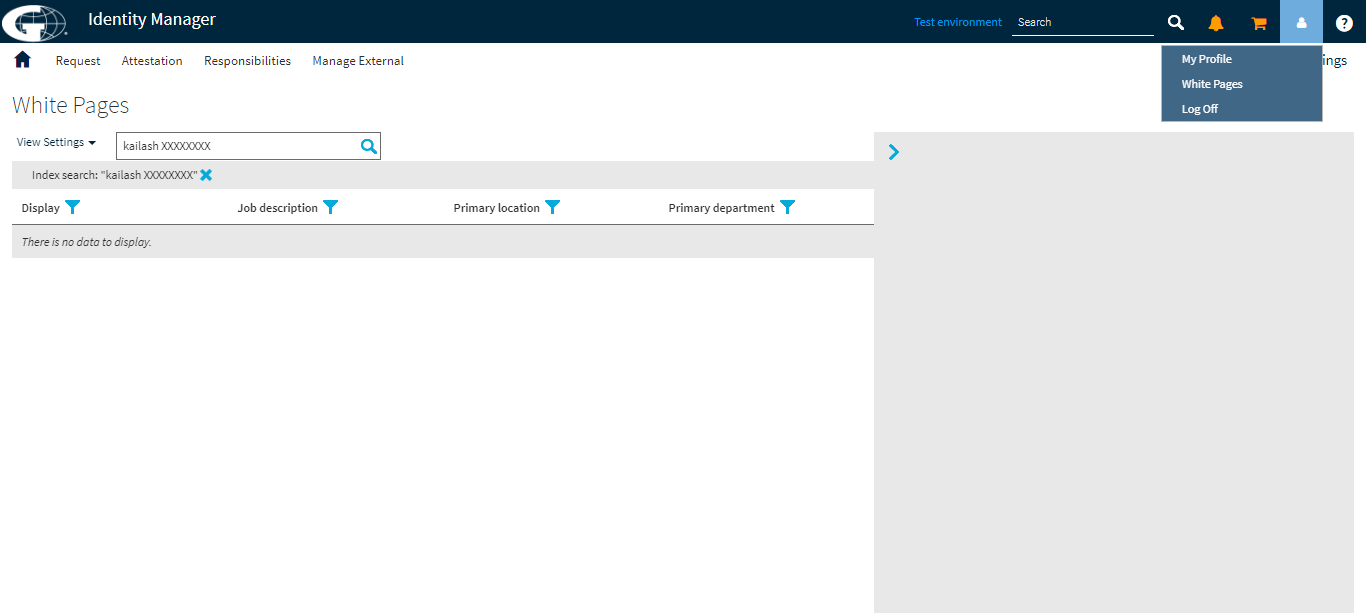 Identity Manager
Test environment
Search
?
Request
Attestation
Responsibilities
Manage External
ings
My Profile
White Pages
Log Off
White Pages
View Settings
kailash XXXXXXXX
Index search: "kailash XXXXXXXX"
Display
Job description
Primary location
Primary department
There is no data to display.